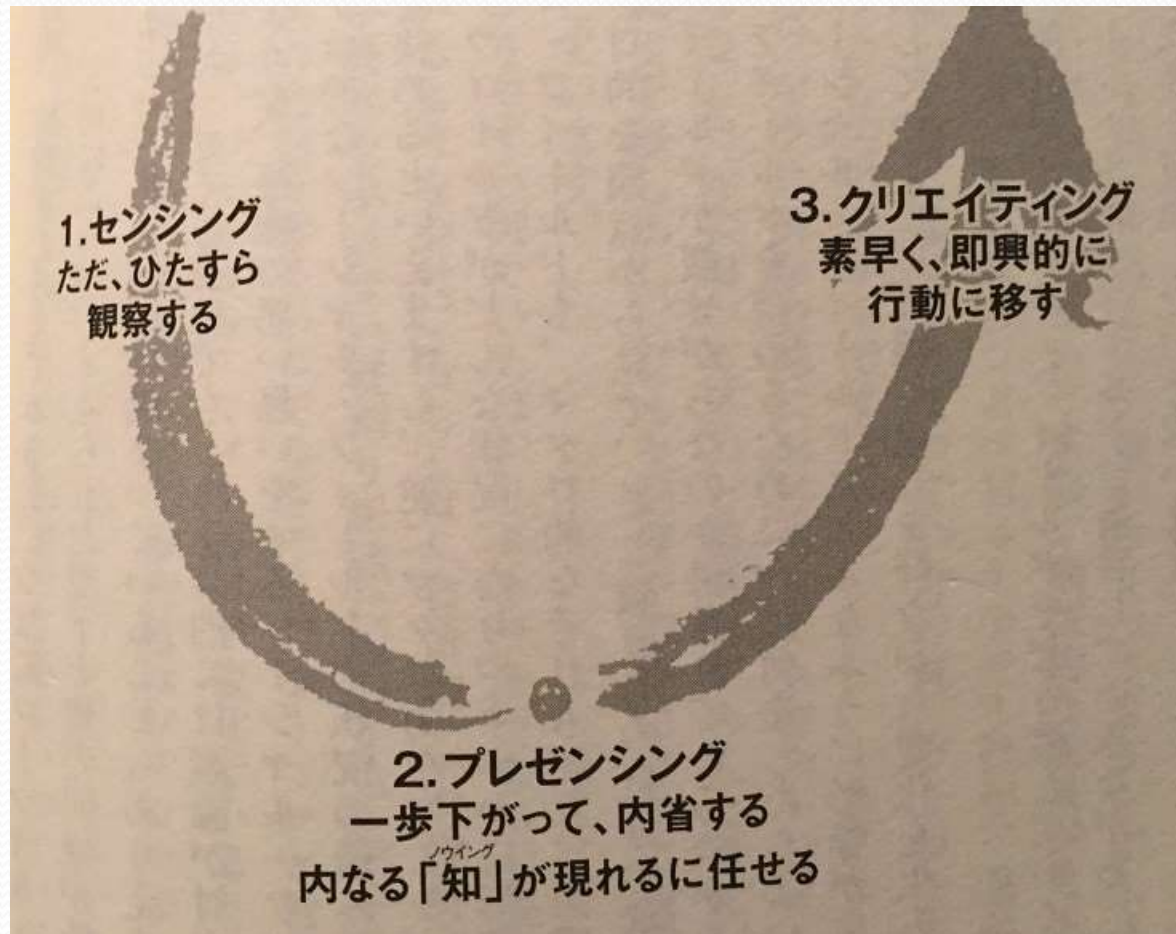 1.センシング
ただ、ひたすら
観察する
2.プレゼンシング
一歩下がって、内省する
ノウイング
内なる「知」が現れるに任せる
3.クリエイティング
素早く、即興的に
行動に移す